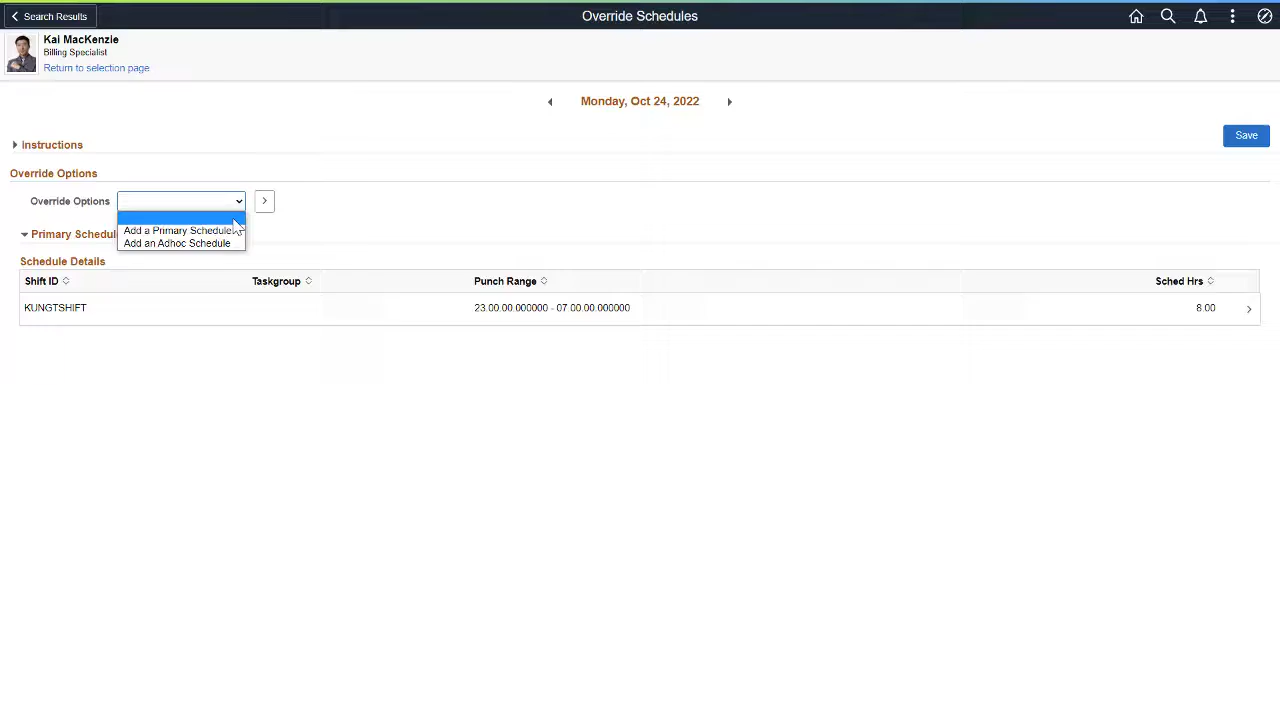 Search Results
Override Schedules
Kai MacKenzie
Billing Specialist
Return to selection page
Monday, Oct 24, 2022
Save
Instructions
Override Options
Override Options
Add a Primary Schedule
Add an Adhoc Schedule
Primary Schedul
Schedule Details
Shift ID Taskgroup Punch Range Sched Hrs
KUNGTSHIFT 23.00.00.000000 - 07.00.00.000000 8.00